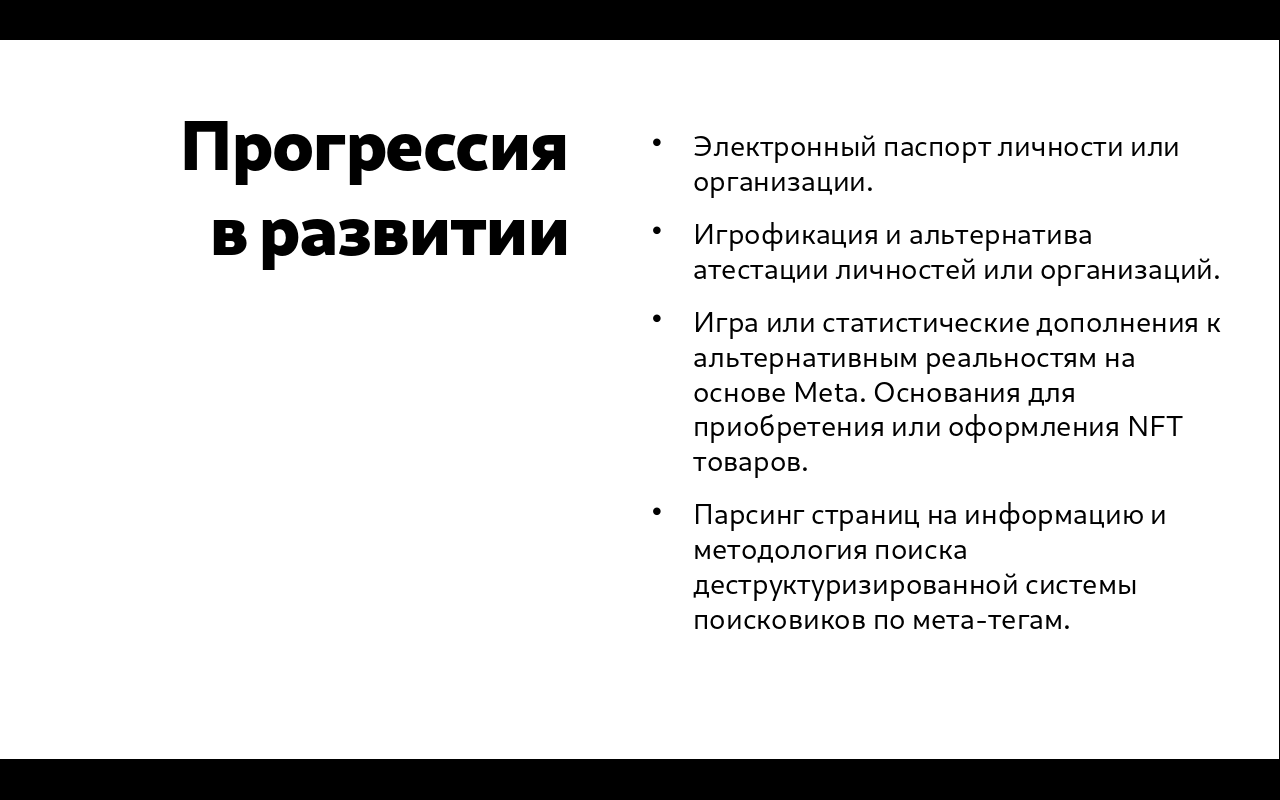 Прогрессия
в развитии
• Электронный паспорт личности или
организации.
• Игрофикация и альтернатива
атестации личностей или организаций.
• Игра или статистические дополнения к
альтернативным реальностям на
основе Meta. Основания для
приобретения или оформления NFT
товаров.
• Парсинг страниц на информацию и
методология поиска
деструктуризированной системы
поисковиков по мета-тегам.